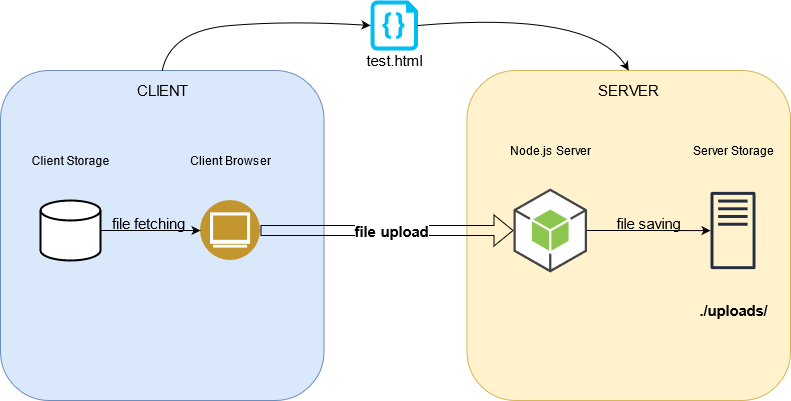 test.html
CLIENT
SERVER
Client Storage
Client Browser
Node.js Server
Server Storage
file fetching
file upload
file saving
./uploads/